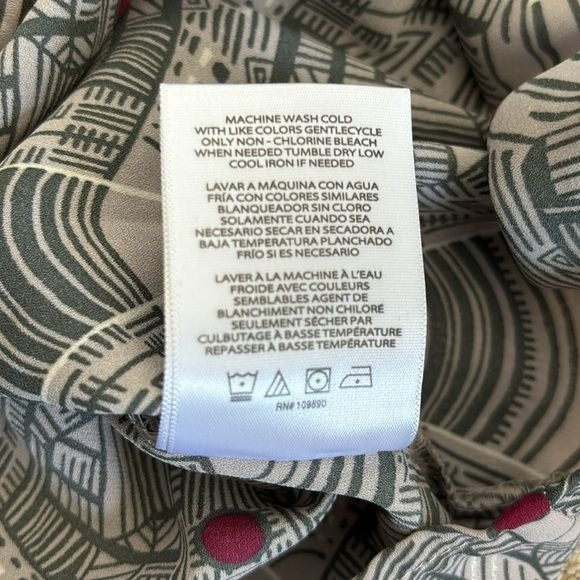 MACHINE WASH COLD
WITH LIKE COLORS GENTLECYCLE
ONLY NON - CHLORINE BLEACH
WHEN NEEDED TUMBLE DRY LOW
COOL IRON IF NEEDED
LAVAR A MÁQUINA CON AGUA
FRÍA CON COLORES SIMILARES
BLANQUEADOR SIN CLORO
SOLAMENTE CUANDO SEA
NECESARIO SECAR EN SECADORA A
BAJA TEMPERATURA PLANCHADO
FRÍO SI ES NECESARIO
LAVER À LA MACHINE À L'EAU
FROIDE AVEC COULEURS
SEMBLABLES AGENT DE
BLANCHIMENT NON CHILORÉ
SEULEMENT SÉCHER PAR
CULBUTAGE À BASSE TEMPÉRATURE
REPASSER À BASSE TEMPÉRATURE
RN# 109890